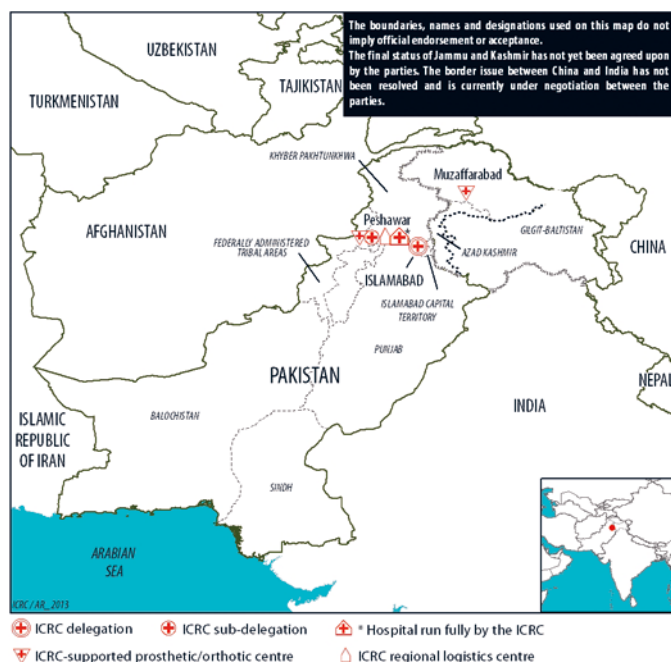 The boundaries, names and designations used on this map do not
imply official endorsement or acceptance.
The final status of Jammu and Kashmir has not yet been agreed upon
by the parties. The border issue between China and India has not
been resolved and is currently under negotiation between the
parties.
UZBEKISTAN
TAJIKISTAN
TURKMENISTAN
KHYBER PAKHTUNKHWA
Muzaffarabad
AFGHANISTAN
Peshawar
*
GILGIT-BALTISTAN
FEDERALLY ADMINISTERED
TRIBAL AREAS
AZAD KASHMIR
CHINA
ISLAMABAD
ISLAMABAD CAPITAL
TERRITORY
PUNJAB
PAKISTAN
NEPAL
INDIA
BALOCHISTAN
ISLAMIC
REPUBLIC
OF IRAN
SINDH
ARABIAN
SEA
ICRC / AR_2013
ICRC delegation
ICRC sub-delegation
* Hospital run fully by the ICRC
ICRC-supported prosthetic/orthotic centre
ICRC regional logistics centre